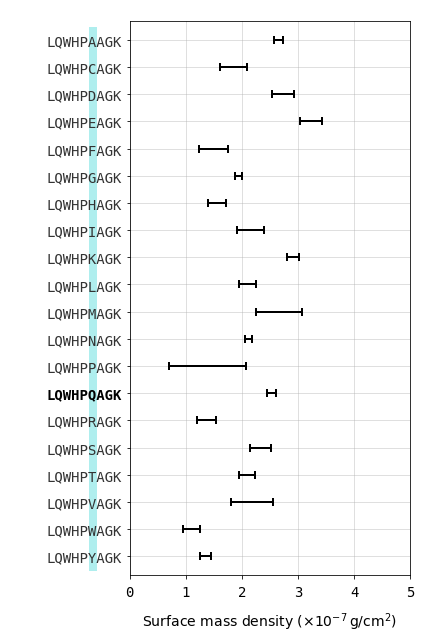 LQWHPAAGK
LQWHPCAGK
LQWHPDAGK
LQWHPEAGK
LQWHPFAGK
LQWHPGAGK
LQWHPHAGK
LQWHPIAGK
LQWHPKAGK
LQWHPLAGK
LQWHPMAGK
LQWHPNAGK
LQWHPPAGK
LQWHPQAGK
LQWHPRAGK
LQWHPSAGK
LQWHPTAGK
LQWHPVAGK
LQWHPWAGK
LQWHPYAGK
0 1 2 3 4 5
Surface mass density (×10⁻⁷ g/cm²)